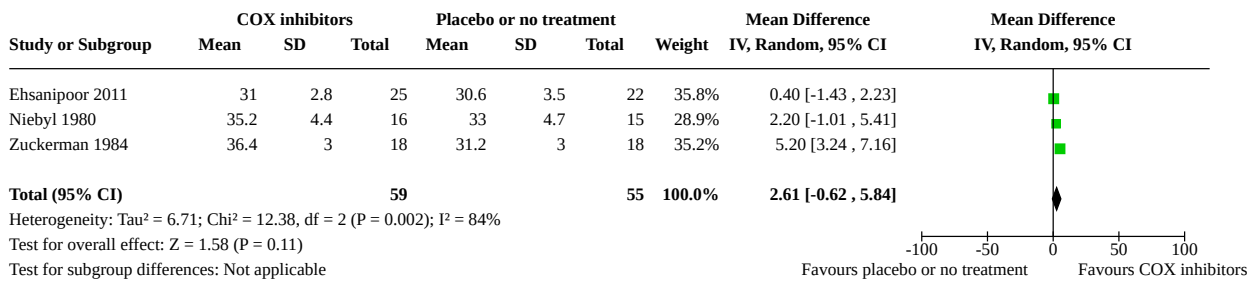 COX inhibitors Placebo or no treatment Mean Difference Mean Difference
Study or Subgroup Mean SD Total Mean SD Total Weight IV, Random, 95% CI IV, Random, 95% CI
Ehsanipoor 2011 31 2.8 25 30.6 3.5 22 35.8% 0.40 [-1.43 , 2.23]
Niebyl 1980 35.2 4.4 16 33 4.7 15 28.9% 2.20 [-1.01 , 5.41]
Zuckerman 1984 36.4 3 18 31.2 3 18 35.2% 5.20 [3.24 , 7.16]
Total (95% CI) 59 55 100.0% 2.61 [-0.62 , 5.84]
Heterogeneity: Tau² = 6.71; Chi² = 12.38, df = 2 (P = 0.002); I² = 84%
Test for overall effect: Z = 1.58 (P = 0.11)
-100 -50 0 50 100
Test for subgroup differences: Not applicable
Favours placebo or no treatment Favours COX inhibitors